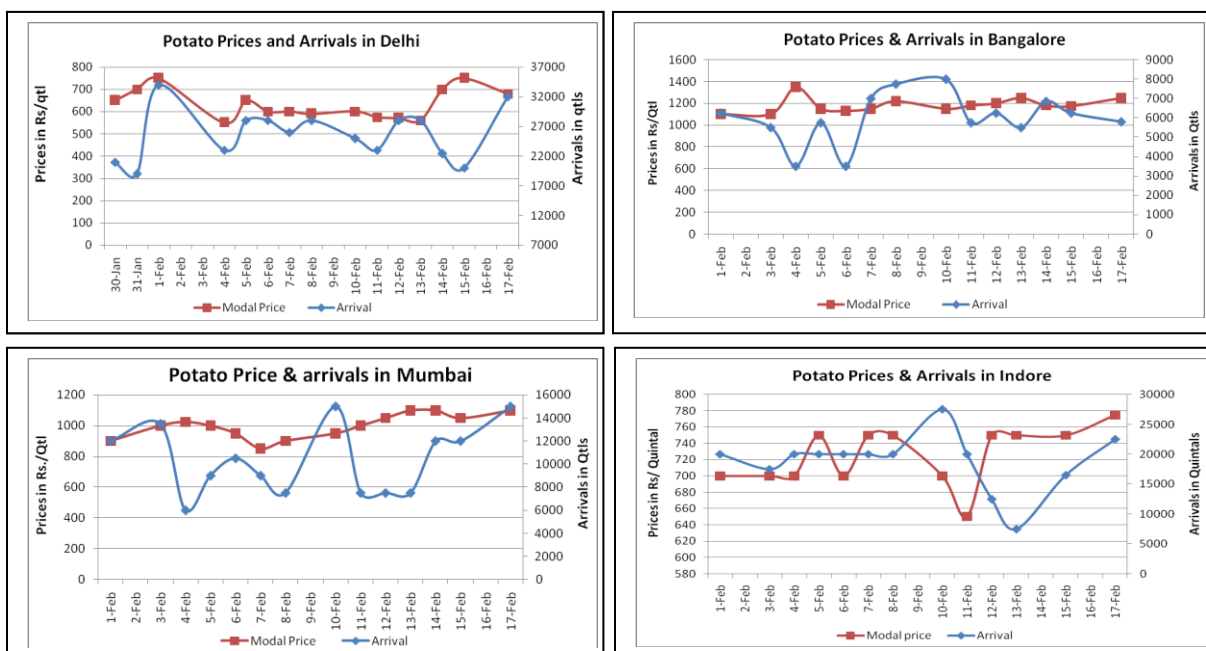 Potato Prices and Arrivals in Delhi
Prices in Rs/qtl
800
700
600
500
400
300
200
100
0
37000
32000
27000
22000
17000
12000
7000
Arrivals in qtls
30-Jan
31-Jan
1-Feb
2-Feb
3-Feb
4-Feb
5-Feb
6-Feb
7-Feb
8-Feb
9-Feb
10-Feb
11-Feb
12-Feb
13-Feb
14-Feb
15-Feb
16-Feb
17-Feb
Modal Price
Arrival
Potato Prices & Arrivals in Bangalore
Prices in Rs/Qtl
1600
1400
1200
1000
800
600
400
200
0
9000
8000
7000
6000
5000
4000
3000
2000
1000
0
Arrivals in Qtls
1-Feb
2-Feb
3-Feb
4-Feb
5-Feb
6-Feb
7-Feb
8-Feb
9-Feb
10-Feb
11-Feb
12-Feb
13-Feb
14-Feb
15-Feb
16-Feb
17-Feb
Modal Price
Arrival
Potato Price & arrivals in Mumbai
Prices in Rs,/Qtl
1200
1000
800
600
400
200
0
16000
14000
12000
10000
8000
6000
4000
2000
0
Arrivals in Qtls
1-Feb
2-Feb
3-Feb
4-Feb
5-Feb
6-Feb
7-Feb
8-Feb
9-Feb
10-Feb
11-Feb
12-Feb
13-Feb
14-Feb
15-Feb
16-Feb
17-Feb
Modal Price
Arrival
Potato Prices & Arrivals in Indore
Prices in Rs/ Quintal
800
780
760
740
720
700
680
660
640
620
600
580
30000
25000
20000
15000
10000
5000
0
Arrivals in Quintals
1-Feb
2-Feb
3-Feb
4-Feb
5-Feb
6-Feb
7-Feb
8-Feb
9-Feb
10-Feb
11-Feb
12-Feb
13-Feb
14-Feb
15-Feb
16-Feb
17-Feb
Modal price
Arrival